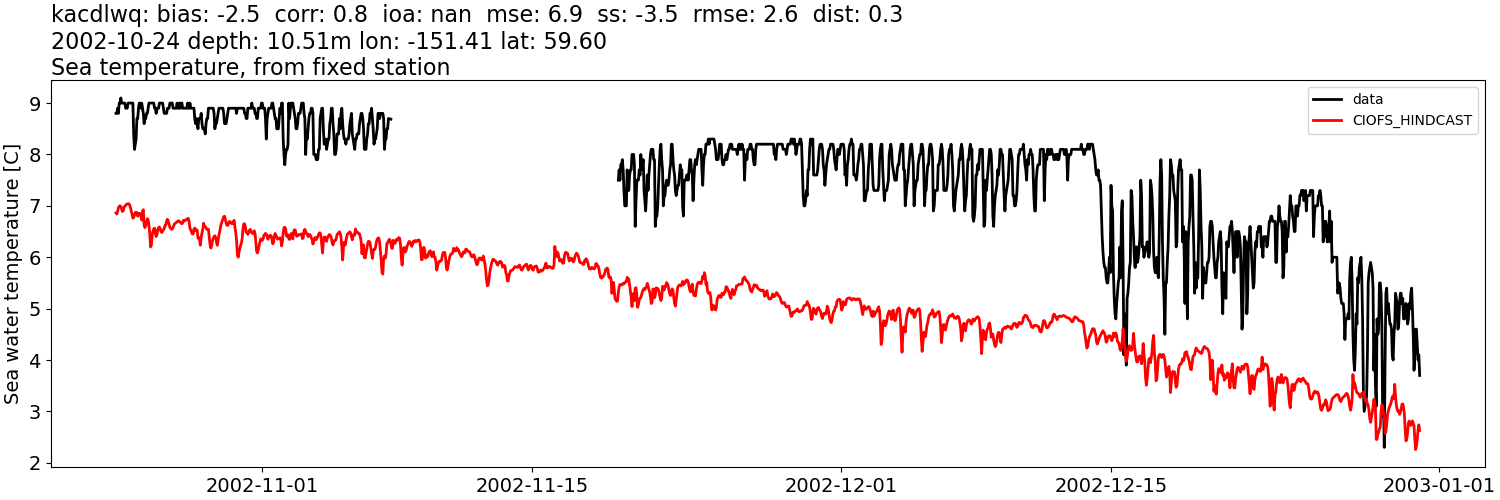 kacdlwq: bias: -2.5  corr: 0.8  ioa: nan  mse: 6.9  ss: -3.5  rmse: 2.6  dist: 0.3
2002-10-24 depth: 10.51m lon: -151.41 lat: 59.60
Sea temperature, from fixed station
data
CIOFS_HINDCAST
Sea water temperature [C]
9
8
7
6
5
4
3
2
2002-11-01
2002-11-15
2002-12-01
2002-12-15
2003-01-01